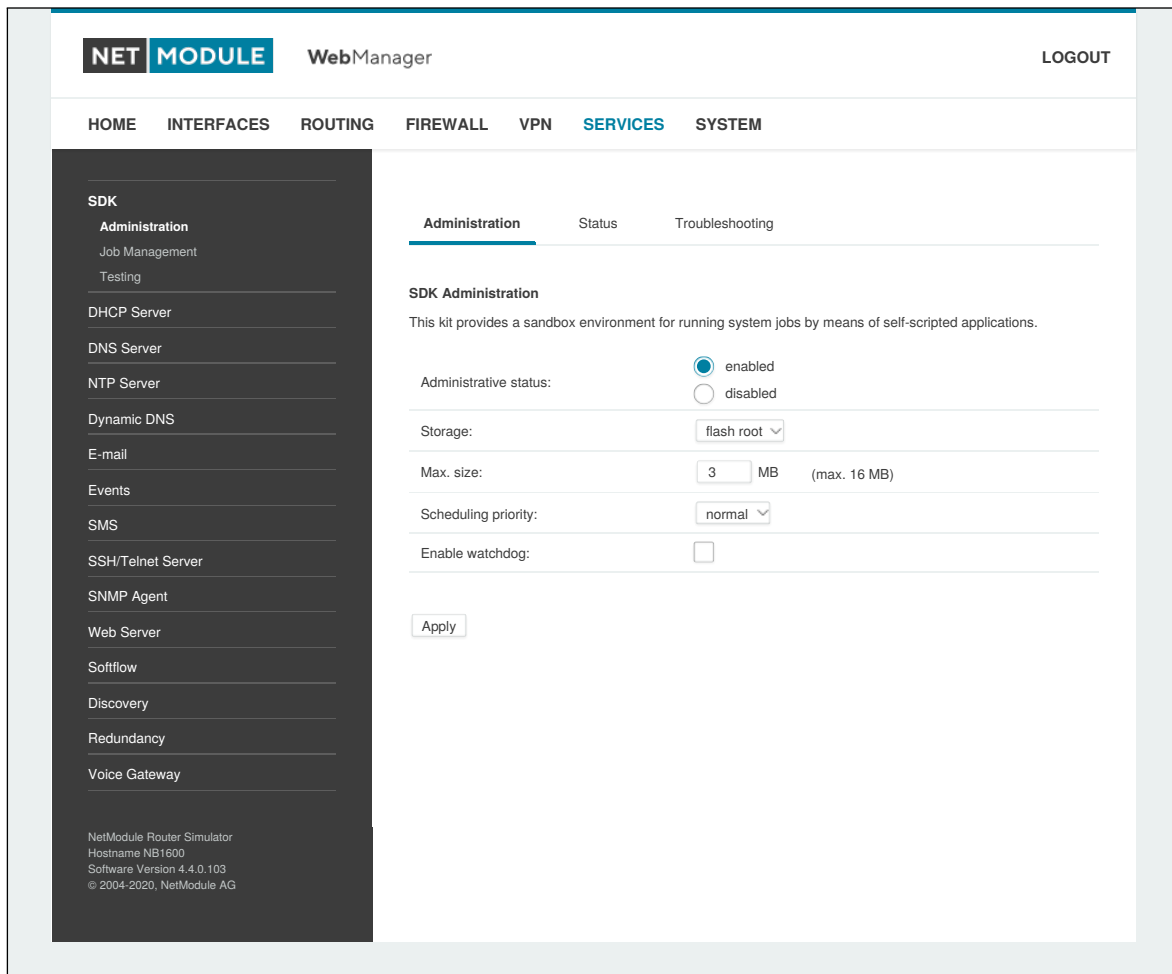 NET MODULE WebManager LOGOUT
HOME INTERFACES ROUTING FIREWALL VPN SERVICES SYSTEM
SDK
Administration
Job Management
Testing
DHCP Server
DNS Server
NTP Server
Dynamic DNS
E-mail
Events
SMS
SSH/Telnet Server
SNMP Agent
Web Server
Softflow
Discovery
Redundancy
Voice Gateway
NetModule Router Simulator
Hostname NB1600
Software Version 4.4.0.103
© 2004-2020, NetModule AG
Administration Status Troubleshooting
SDK Administration
This kit provides a sandbox environment for running system jobs by means of self-scripted applications.
Administrative status:
enabled
disabled
Storage: flash root
Max. size: 3 MB (max. 16 MB)
Scheduling priority: normal
Enable watchdog:
Apply